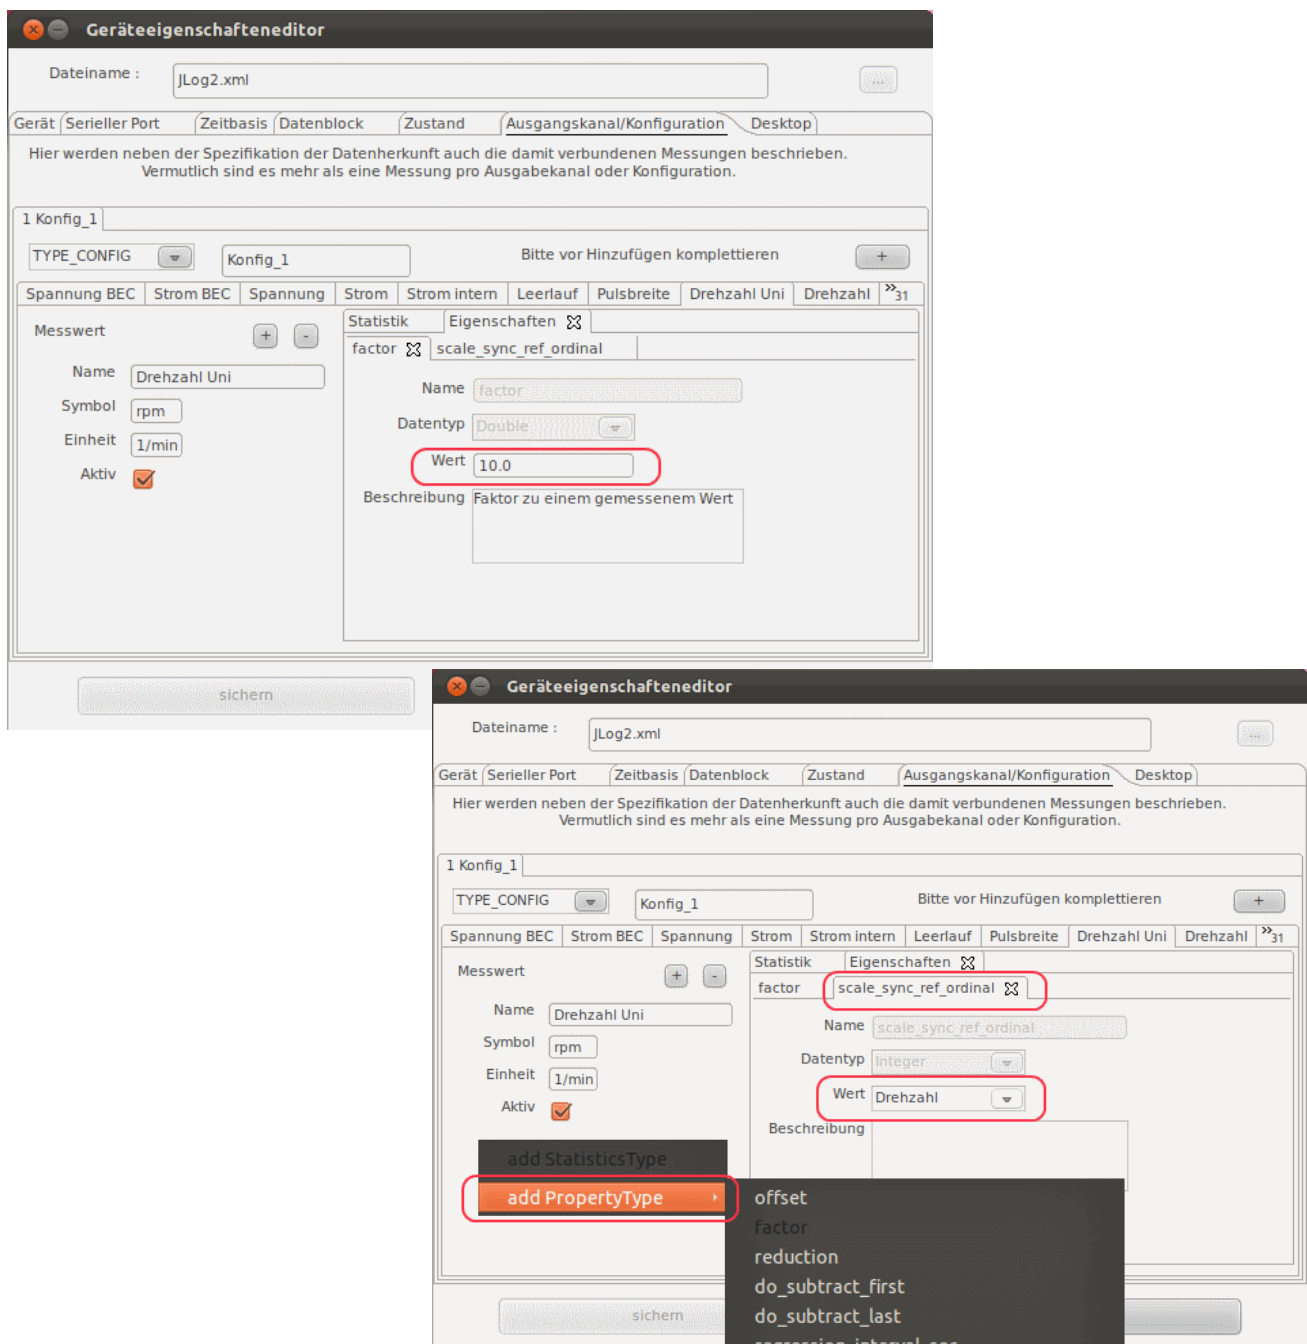 Geräteeigenschafteneditor
Dateiname :
JLog2.xml
...
Gerät Serieller Port Zeitbasis Datenblock Zustand Ausgangskanal/Konfiguration Desktop
Hier werden neben der Spezifikation der Datenherkunft auch die damit verbundenen Messungen beschrieben.
Vermutlich sind es mehr als eine Messung pro Ausgabekanal oder Konfiguration.
1 Konfig_1
TYPE_CONFIG Konfig_1 Bitte vor Hinzufügen komplettieren +
Spannung BEC Strom BEC Spannung Strom Strom intern Leerlauf Pulsbreite Drehzahl Uni Drehzahl »31
Messwert + -
Name Drehzahl Uni
Symbol rpm
Einheit 1/min
Aktiv
Statistik Eigenschaften
factor scale_sync_ref_ordinal
Name factor
Datentyp Double
Wert 10.0
Beschreibung Faktor zu einem gemessenem Wert
sichern
Geräteeigenschafteneditor
Dateiname :
JLog2.xml
...
Gerät Serieller Port Zeitbasis Datenblock Zustand Ausgangskanal/Konfiguration Desktop
Hier werden neben der Spezifikation der Datenherkunft auch die damit verbundenen Messungen beschrieben.
Vermutlich sind es mehr als eine Messung pro Ausgabekanal oder Konfiguration.
1 Konfig_1
TYPE_CONFIG Konfig_1 Bitte vor Hinzufügen komplettieren +
Spannung BEC Strom BEC Spannung Strom Strom intern Leerlauf Pulsbreite Drehzahl Uni Drehzahl »31
Messwert + -
Name Drehzahl Uni
Symbol rpm
Einheit 1/min
Aktiv
Statistik Eigenschaften
factor scale_sync_ref_ordinal
Name scale_sync_ref_ordinal
Datentyp Integer
Wert Drehzahl
Beschreibung
add StatisticsType
add PropertyType
offset
factor
reduction
do_subtract_first
do_subtract_last
sichern